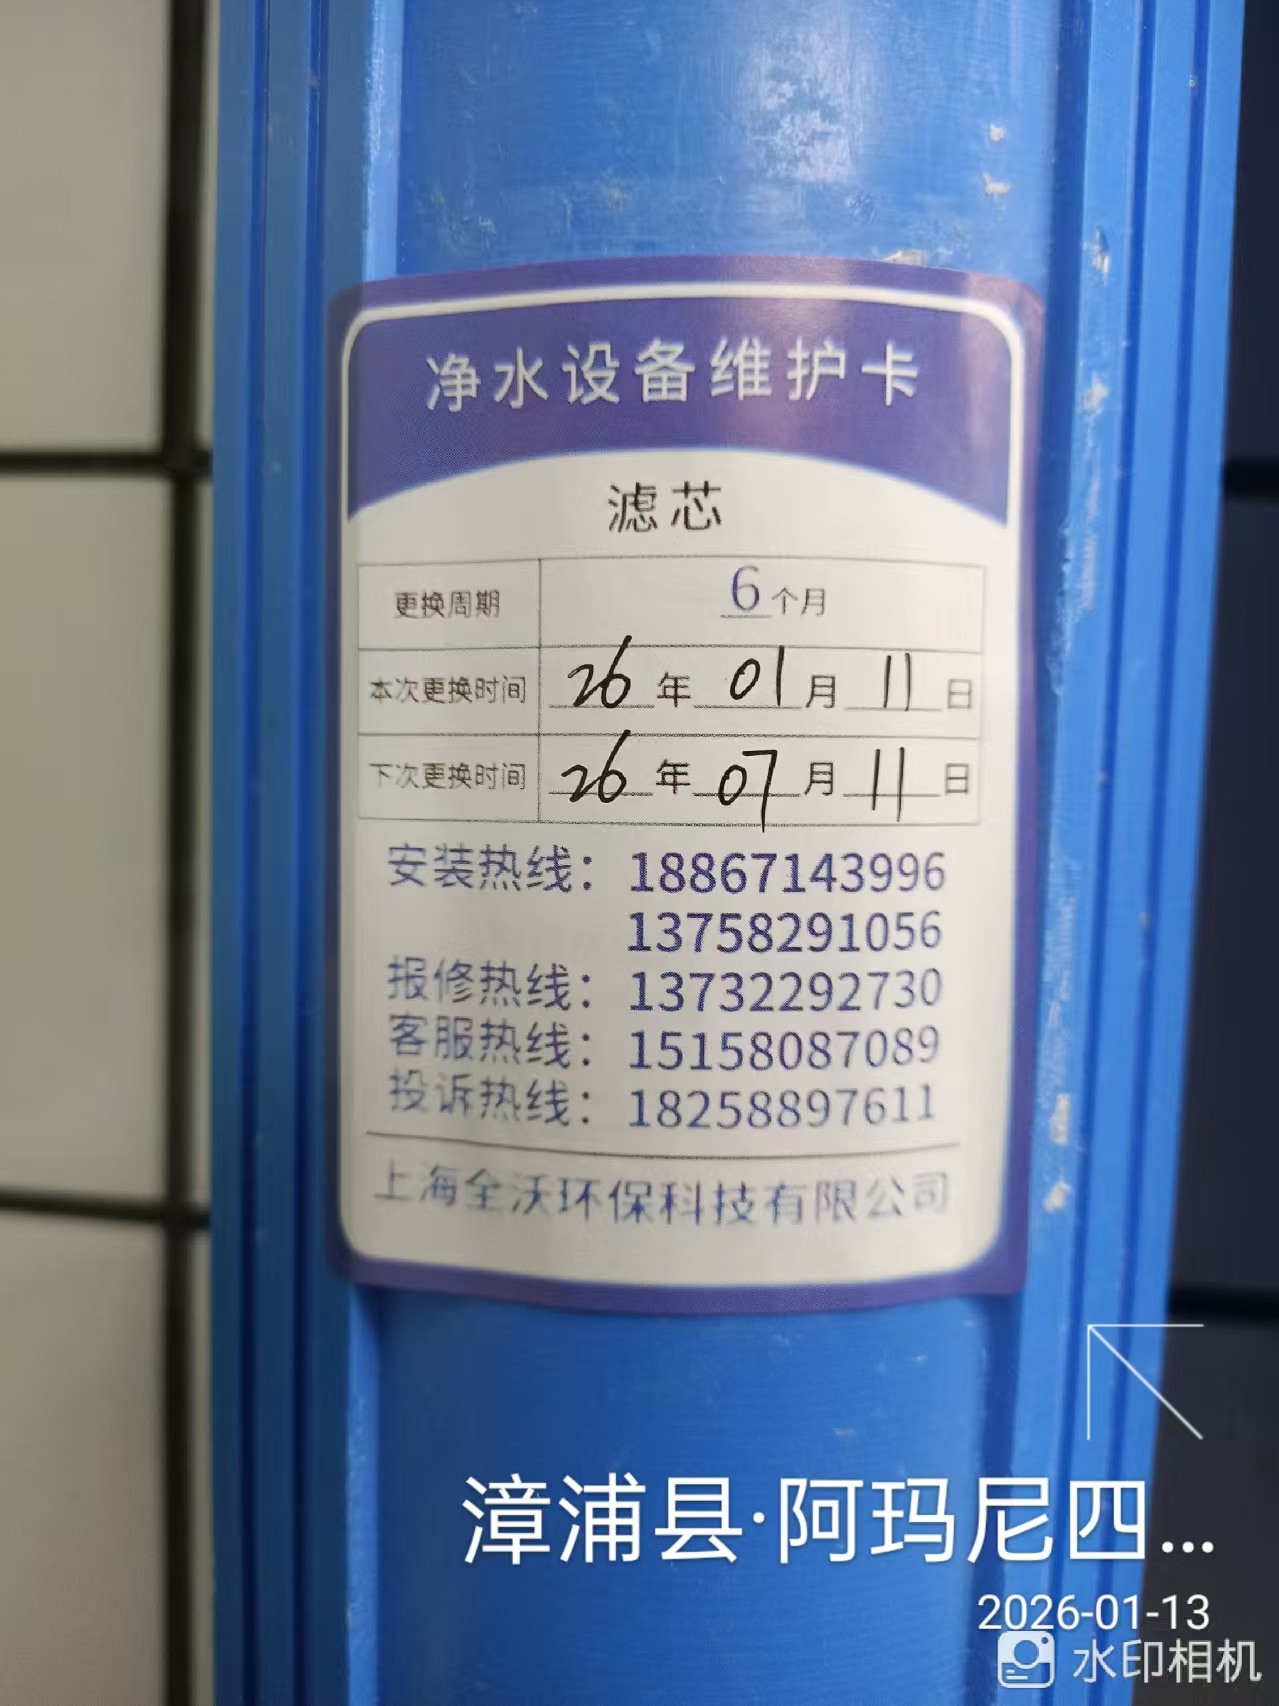 净水设备维护卡
滤芯
更换周期 6个月
本次更换时间 26年01月11日
下次更换时间 26年07月11日
安装热线：18867143996
13758291056
报修热线：13732292730
客服热线：15158087089
投诉热线：18258897611
上海全沃环保科技有限公司
漳浦县·阿玛尼四...
2026-01-13
水印相机